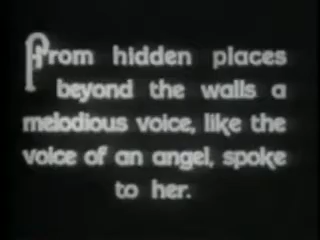 From hidden places
beyond the walls a
melodious voice, like the
voice of an angel, spoke
to her.